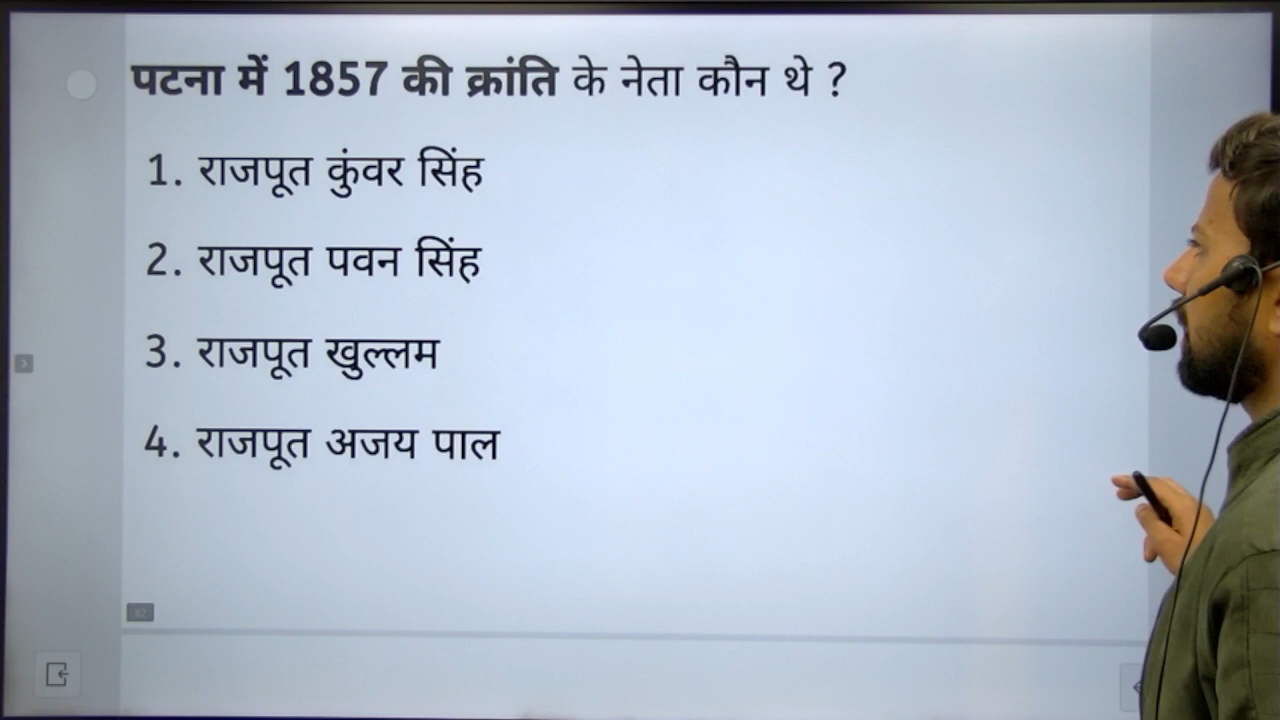 पटना में 1857 की क्रांति के नेता कौन थे ?
1. राजपूत कुंवर सिंह
2. राजपूत पवन सिंह
3. राजपूत खुल्लम
4. राजपूत अजय पाल